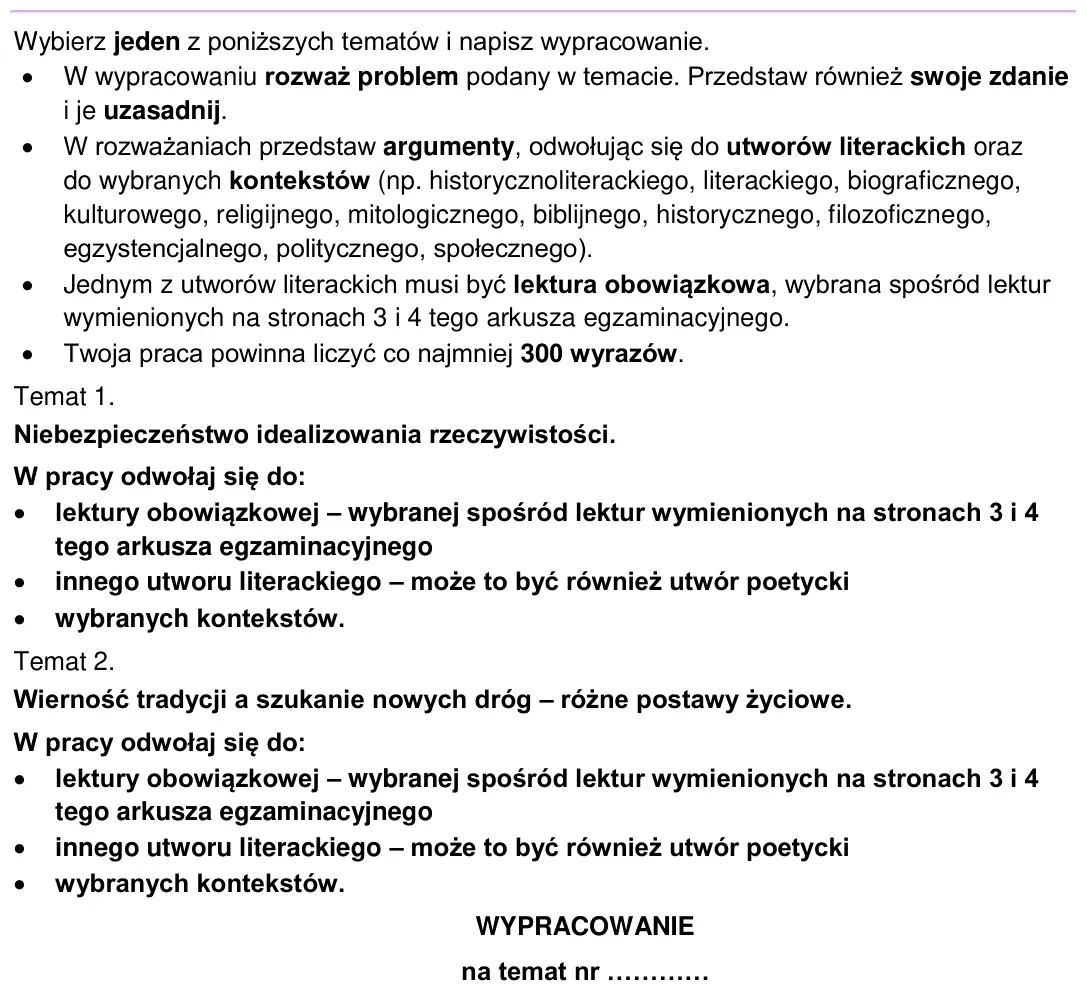 Wybierz jeden z poniższych tematów i napisz wypracowanie.
• W wypracowaniu rozważ problem podany w temacie. Przedstaw również swoje zdanie
i je uzasadnij.
• W rozważaniach przedstaw argumenty, odwołując się do utworów literackich oraz
do wybranych kontekstów (np. historycznoliterackiego, literackiego, biograficznego,
kulturowego, religijnego, mitologicznego, biblijnego, historycznego, filozoficznego,
egzystencjalnego, politycznego, społecznego).
• Jednym z utworów literackich musi być lektura obowiązkowa, wybrana spośród lektur
wymienionych na stronach 3 i 4 tego arkusza egzaminacyjnego.
• Twoja praca powinna liczyć co najmniej 300 wyrazów.
Temat 1.
Niebezpieczeństwo idealizowania rzeczywistości.
W pracy odwołaj się do:
• lektury obowiązkowej – wybranej spośród lektur wymienionych na stronach 3 i 4
tego arkusza egzaminacyjnego
• innego utworu literackiego – może to być również utwór poetycki
• wybranych kontekstów.
Temat 2.
Wierność tradycji a szukanie nowych dróg – różne postawy życiowe.
W pracy odwołaj się do:
• lektury obowiązkowej – wybranej spośród lektur wymienionych na stronach 3 i 4
tego arkusza egzaminacyjnego
• innego utworu literackiego – może to być również utwór poetycki
• wybranych kontekstów.
WYPRACOWANIE
na temat nr …………